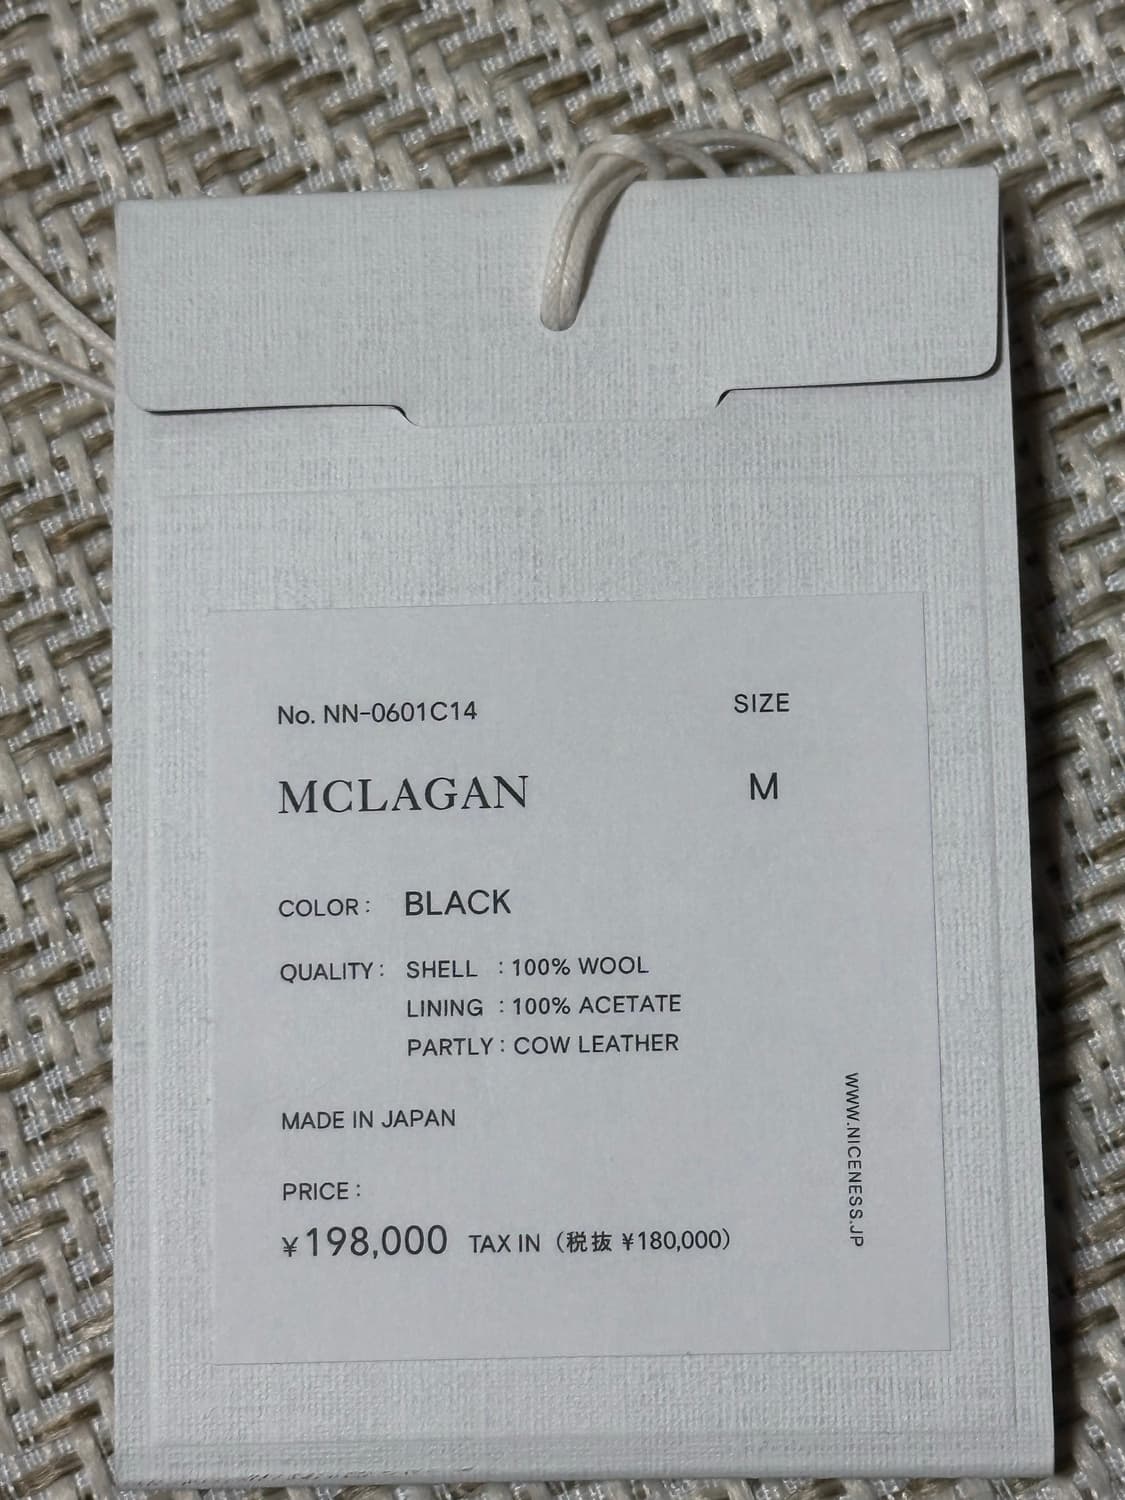 No. NN-0601C14
SIZE
MCLAGAN
M
COLOR : BLACK
QUALITY : SHELL : 100% WOOL
LINING : 100% ACETATE
PARTLY : COW LEATHER
MADE IN JAPAN
PRICE :
¥198,000 TAX IN (税抜 ¥180,000)
WWW.NICENESS.JP